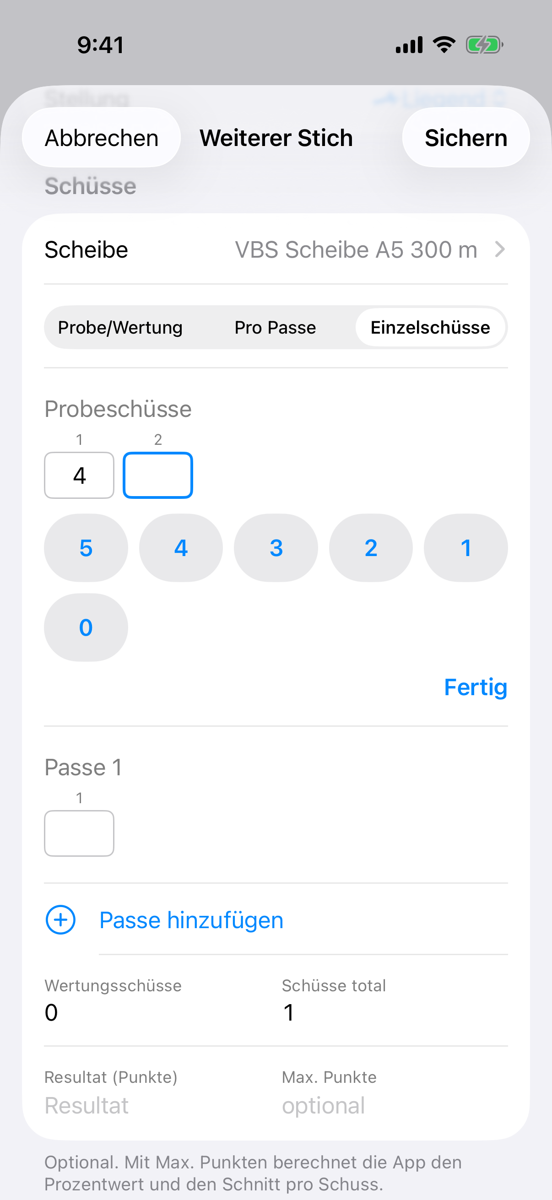 9:41
Stellung
Liegend
Abbrechen
Weiterer Stich
Sichern
Schüsse
Scheibe
VBS Scheibe A5 300 m
Probe/Wertung
Pro Passe
Einzelschüsse
Probeschüsse
1
2
4
5
4
3
2
1
0
Fertig
Passe 1
1
Passe hinzufügen
Wertungsschüsse
Schüsse total
0
1
Resultat (Punkte)
Max. Punkte
Resultat
optional
Optional. Mit Max. Punkten berechnet die App den
Prozentwert und den Schnitt pro Schuss.